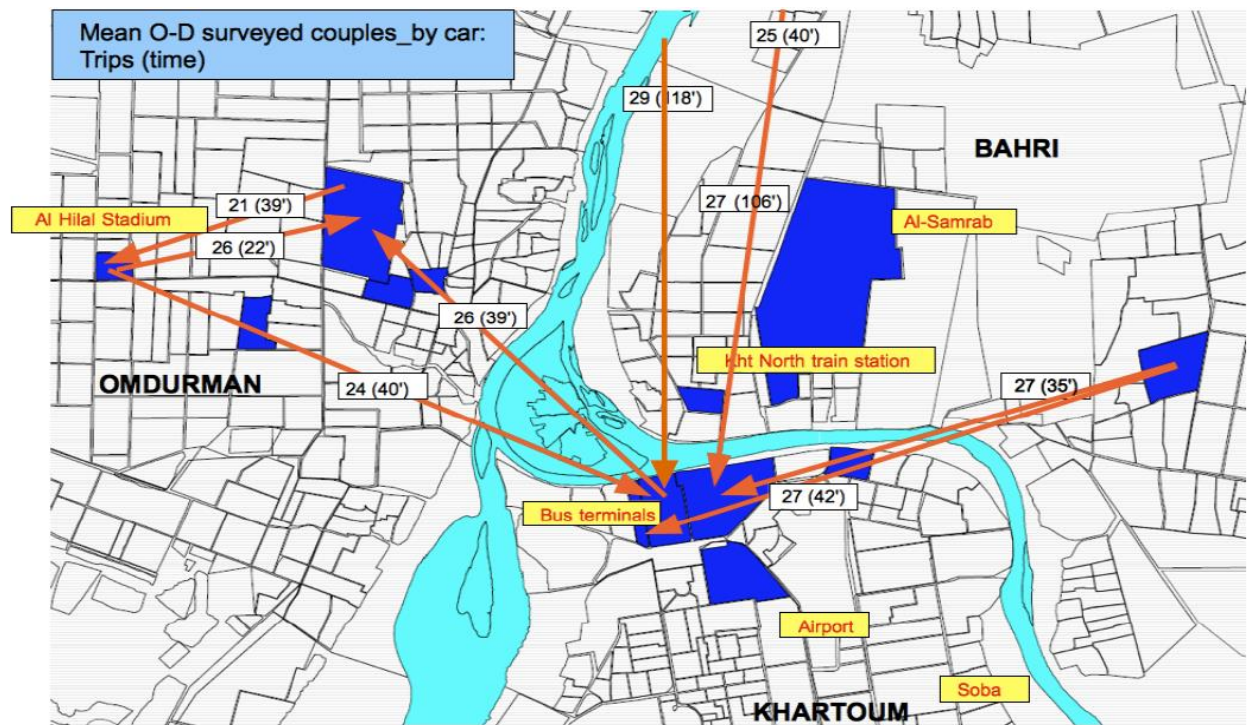 Mean O-D surveyed couples_by car:
Trips (time)
25 (40')
29 (118')
BAHRI
27 (106')
21 (39')
Al Hilal Stadium
Al-Samrab
26 (22')
26 (39')
Kht North train station
OMDURMAN
24 (40')
27 (35')
27 (42')
Bus terminals
Airport
Soba
KHARTOUM